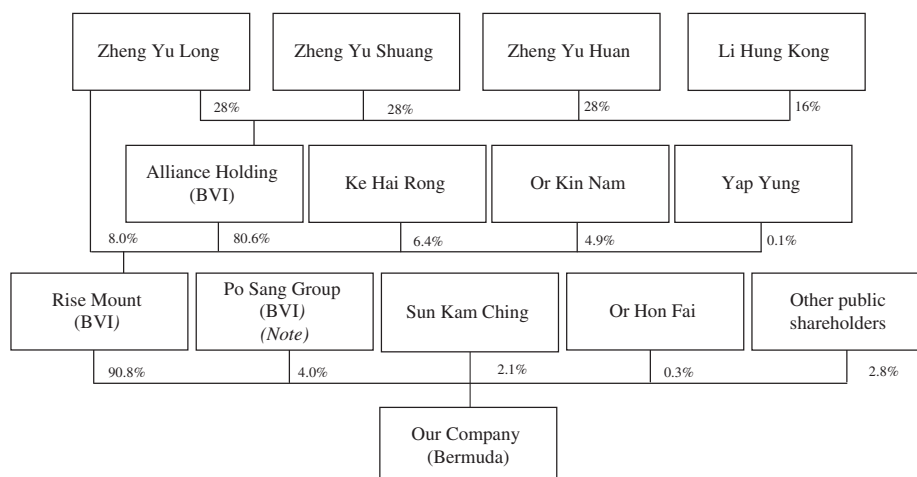 Zheng Yu Long
Zheng Yu Shuang
Zheng Yu Huan
Li Hung Kong
28%
28%
28%
16%
Alliance Holding
(BVI)
Ke Hai Rong
Or Kin Nam
Yap Yung
8.0%
80.6%
6.4%
4.9%
0.1%
Rise Mount
(BVI)
Po Sang Group
(BVI)
(Note)
Sun Kam Ching
Or Hon Fai
Other public
shareholders
90.8%
4.0%
2.1%
0.3%
2.8%
Our Company
(Bermuda)